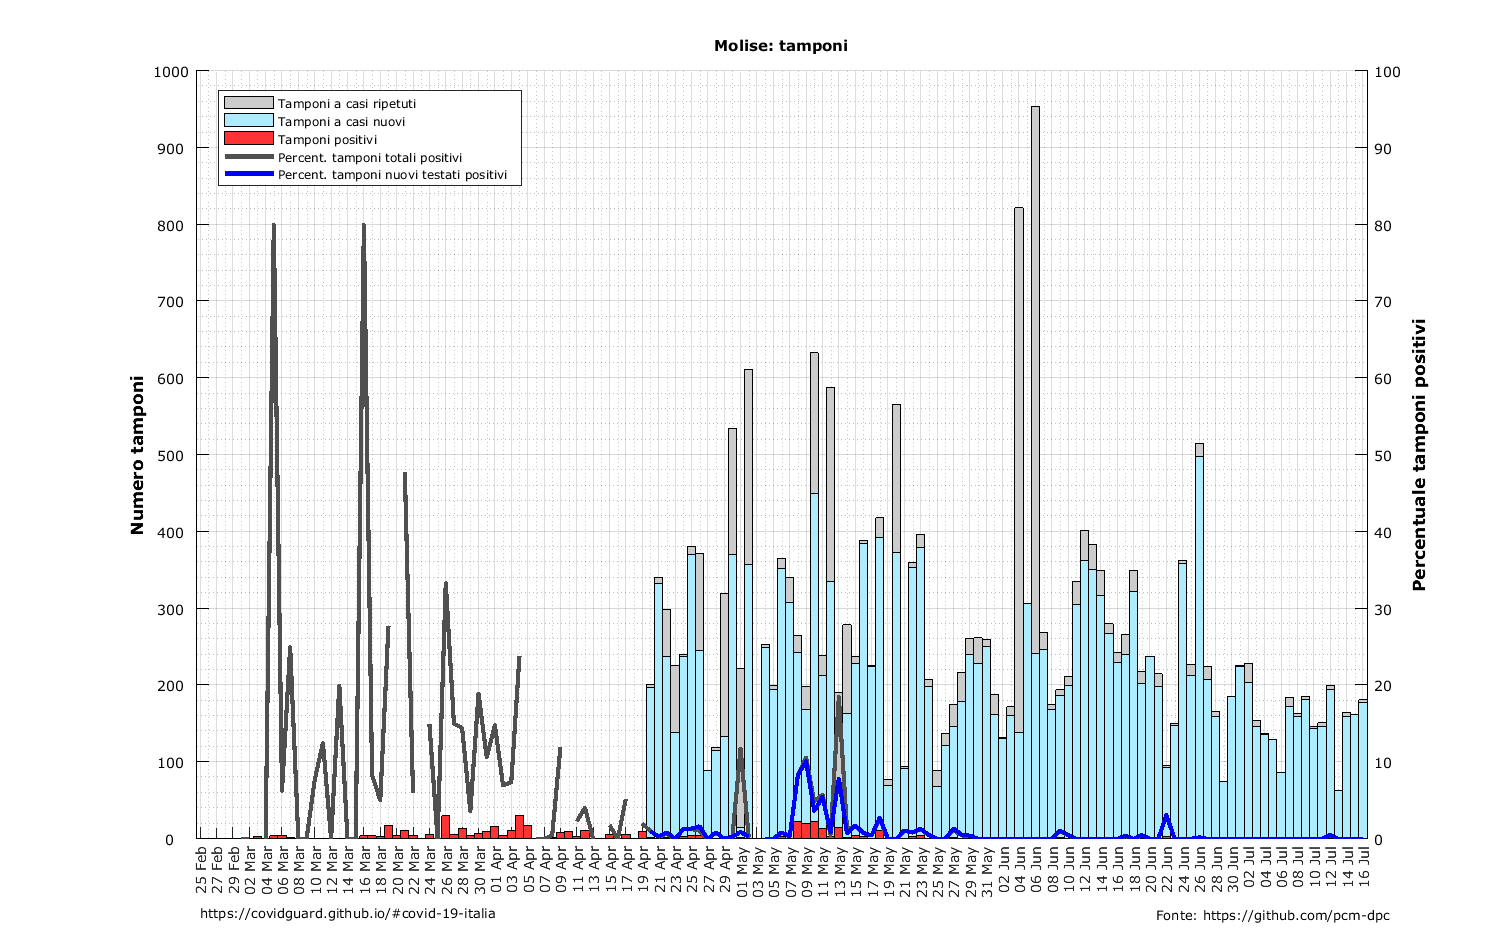 Molise: tamponi
1000
900
800
700
600
500
400
300
200
100
0
Numero tamponi
100
90
80
70
60
50
40
30
20
10
0
Percentuale tamponi positivi
Tamponi a casi ripetuti
Tamponi a casi nuovi
Tamponi positivi
Percent. tamponi totali positivi
Percent. tamponi nuovi testati positivi
25 Feb
27 Feb
29 Feb
02 Mar
04 Mar
06 Mar
08 Mar
10 Mar
12 Mar
14 Mar
16 Mar
18 Mar
20 Mar
22 Mar
24 Mar
26 Mar
28 Mar
30 Mar
01 Apr
03 Apr
05 Apr
07 Apr
09 Apr
11 Apr
13 Apr
15 Apr
17 Apr
19 Apr
21 Apr
23 Apr
25 Apr
27 Apr
29 Apr
01 May
03 May
05 May
07 May
09 May
11 May
13 May
15 May
17 May
19 May
21 May
23 May
25 May
27 May
29 May
31 May
02 Jun
04 Jun
06 Jun
08 Jun
10 Jun
12 Jun
14 Jun
16 Jun
18 Jun
20 Jun
22 Jun
24 Jun
26 Jun
28 Jun
30 Jun
02 Jul
04 Jul
06 Jul
08 Jul
10 Jul
12 Jul
14 Jul
16 Jul
https://covidguard.github.io/#covid-19-italia
Fonte: https://github.com/pcm-dpc